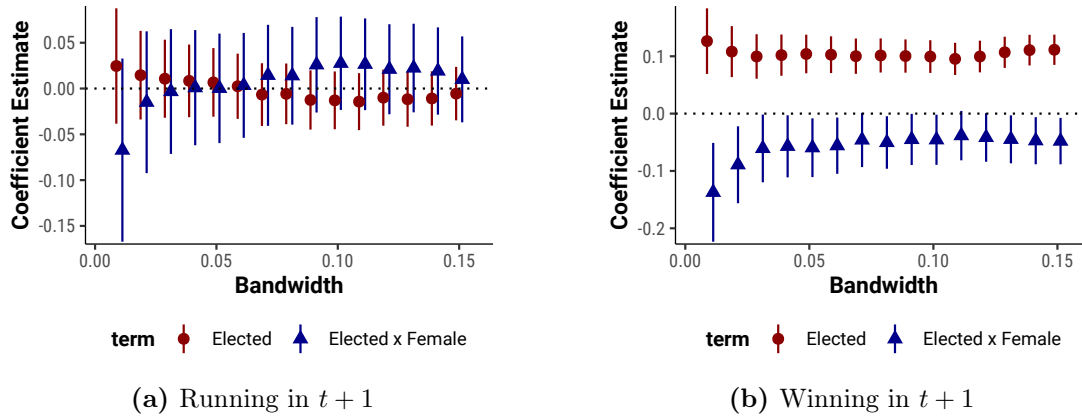 Coefficient Estimate
0.05
0.00
-0.05
-0.10
-0.15
0.00
0.05
0.10
0.15
Bandwidth
term Elected Elected x Female
(a) Running in t + 1
Coefficient Estimate
0.1
0.0
-0.1
-0.2
0.00
0.05
0.10
0.15
Bandwidth
term Elected Elected x Female
(b) Winning in t + 1